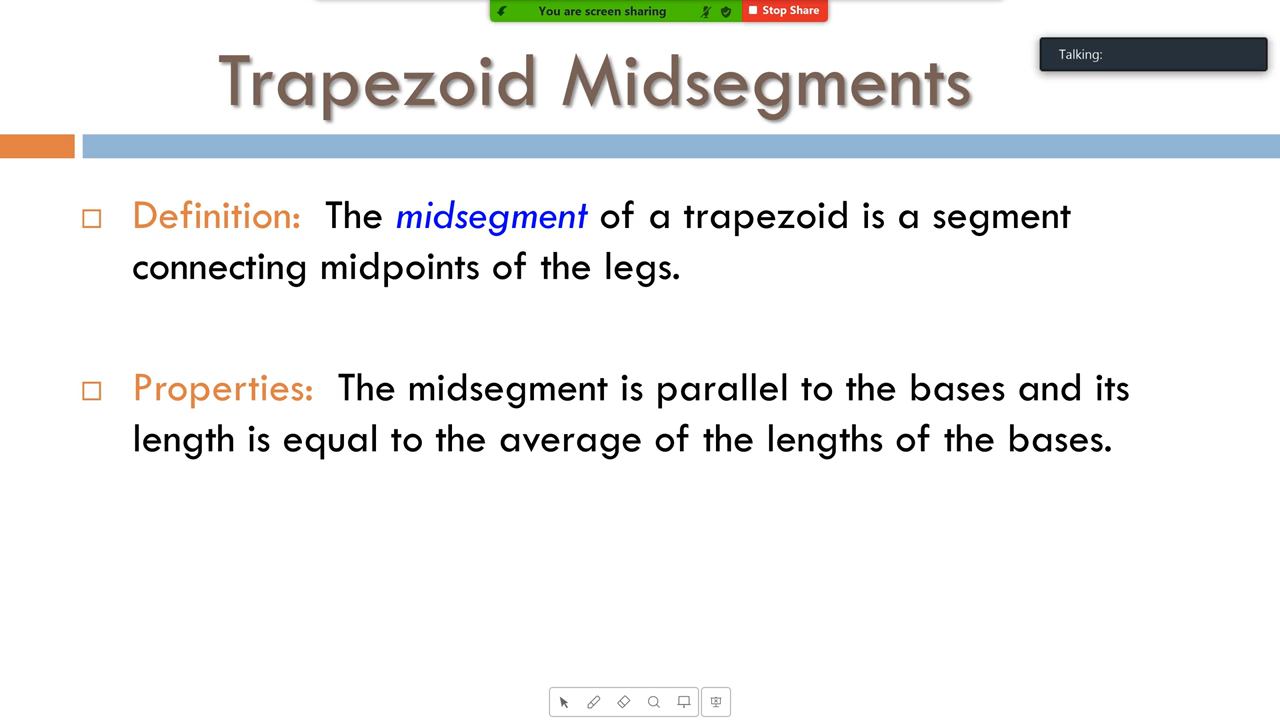 You are screen sharing
Stop Share
Talking:
Trapezoid Midsegments
Definition: The midsegment of a trapezoid is a segment
connecting midpoints of the legs.
Properties: The midsegment is parallel to the bases and its
length is equal to the average of the lengths of the bases.